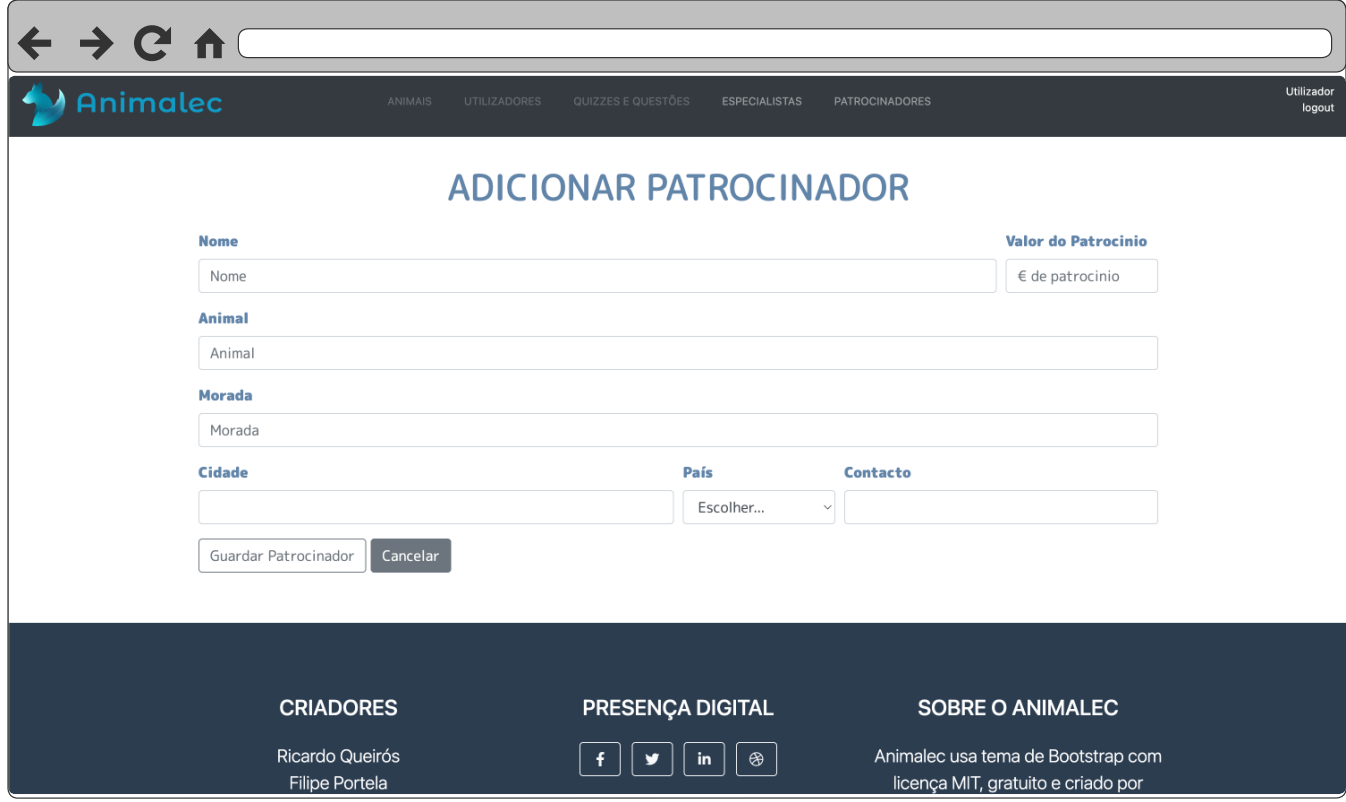 Animalec
ANIMAIS UTILIZADORES QUIZZES E QUESTÕES ESPECIALISTAS PATROCINADORES
Utilizador
logout
ADICIONAR PATROCINADOR
Nome Valor do Patrocinio
Nome € de patrocinio
Animal
Animal
Morada
Morada
Cidade País Contacto
Escolher...
Guardar Patrocinador Cancelar
CRIADORES PRESENÇA DIGITAL SOBRE O ANIMALEC
Ricardo Queirós f in Animalec usa tema de Bootstrap com
Filipe Portela licença MIT, gratuito e criado por